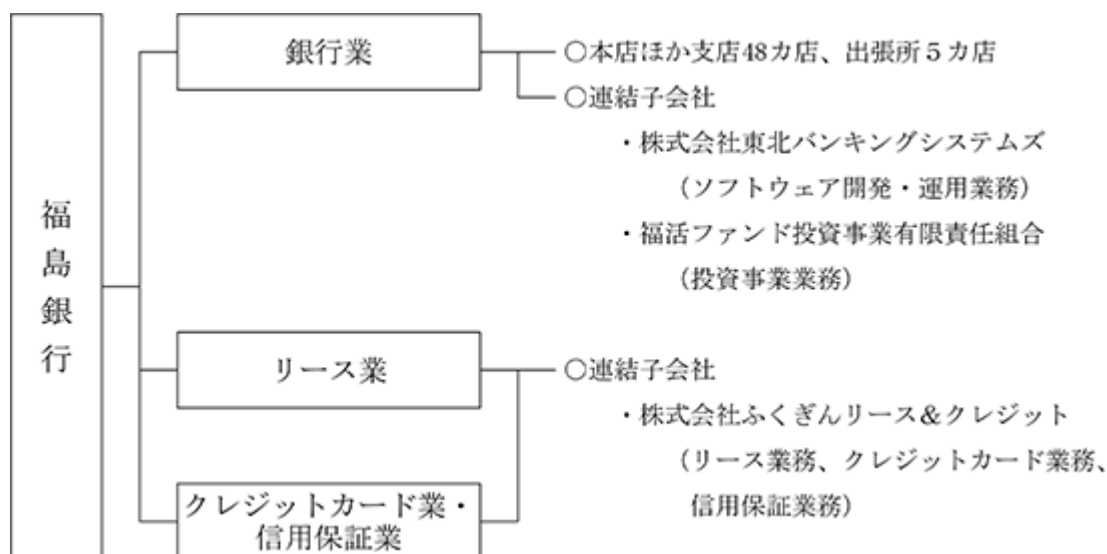 福島銀行
銀行業
○本店ほか支店48カ店、出張所５カ店
○連結子会社
・株式会社東北バンキングシステムズ
（ソフトウェア開発・運用業務）
・福活ファンド投資事業有限責任組合
（投資事業業務）
リース業
○連結子会社
・株式会社ふくぎんリース＆クレジット
（リース業務、クレジットカード業務、
信用保証業務）
クレジットカード業・
信用保証業